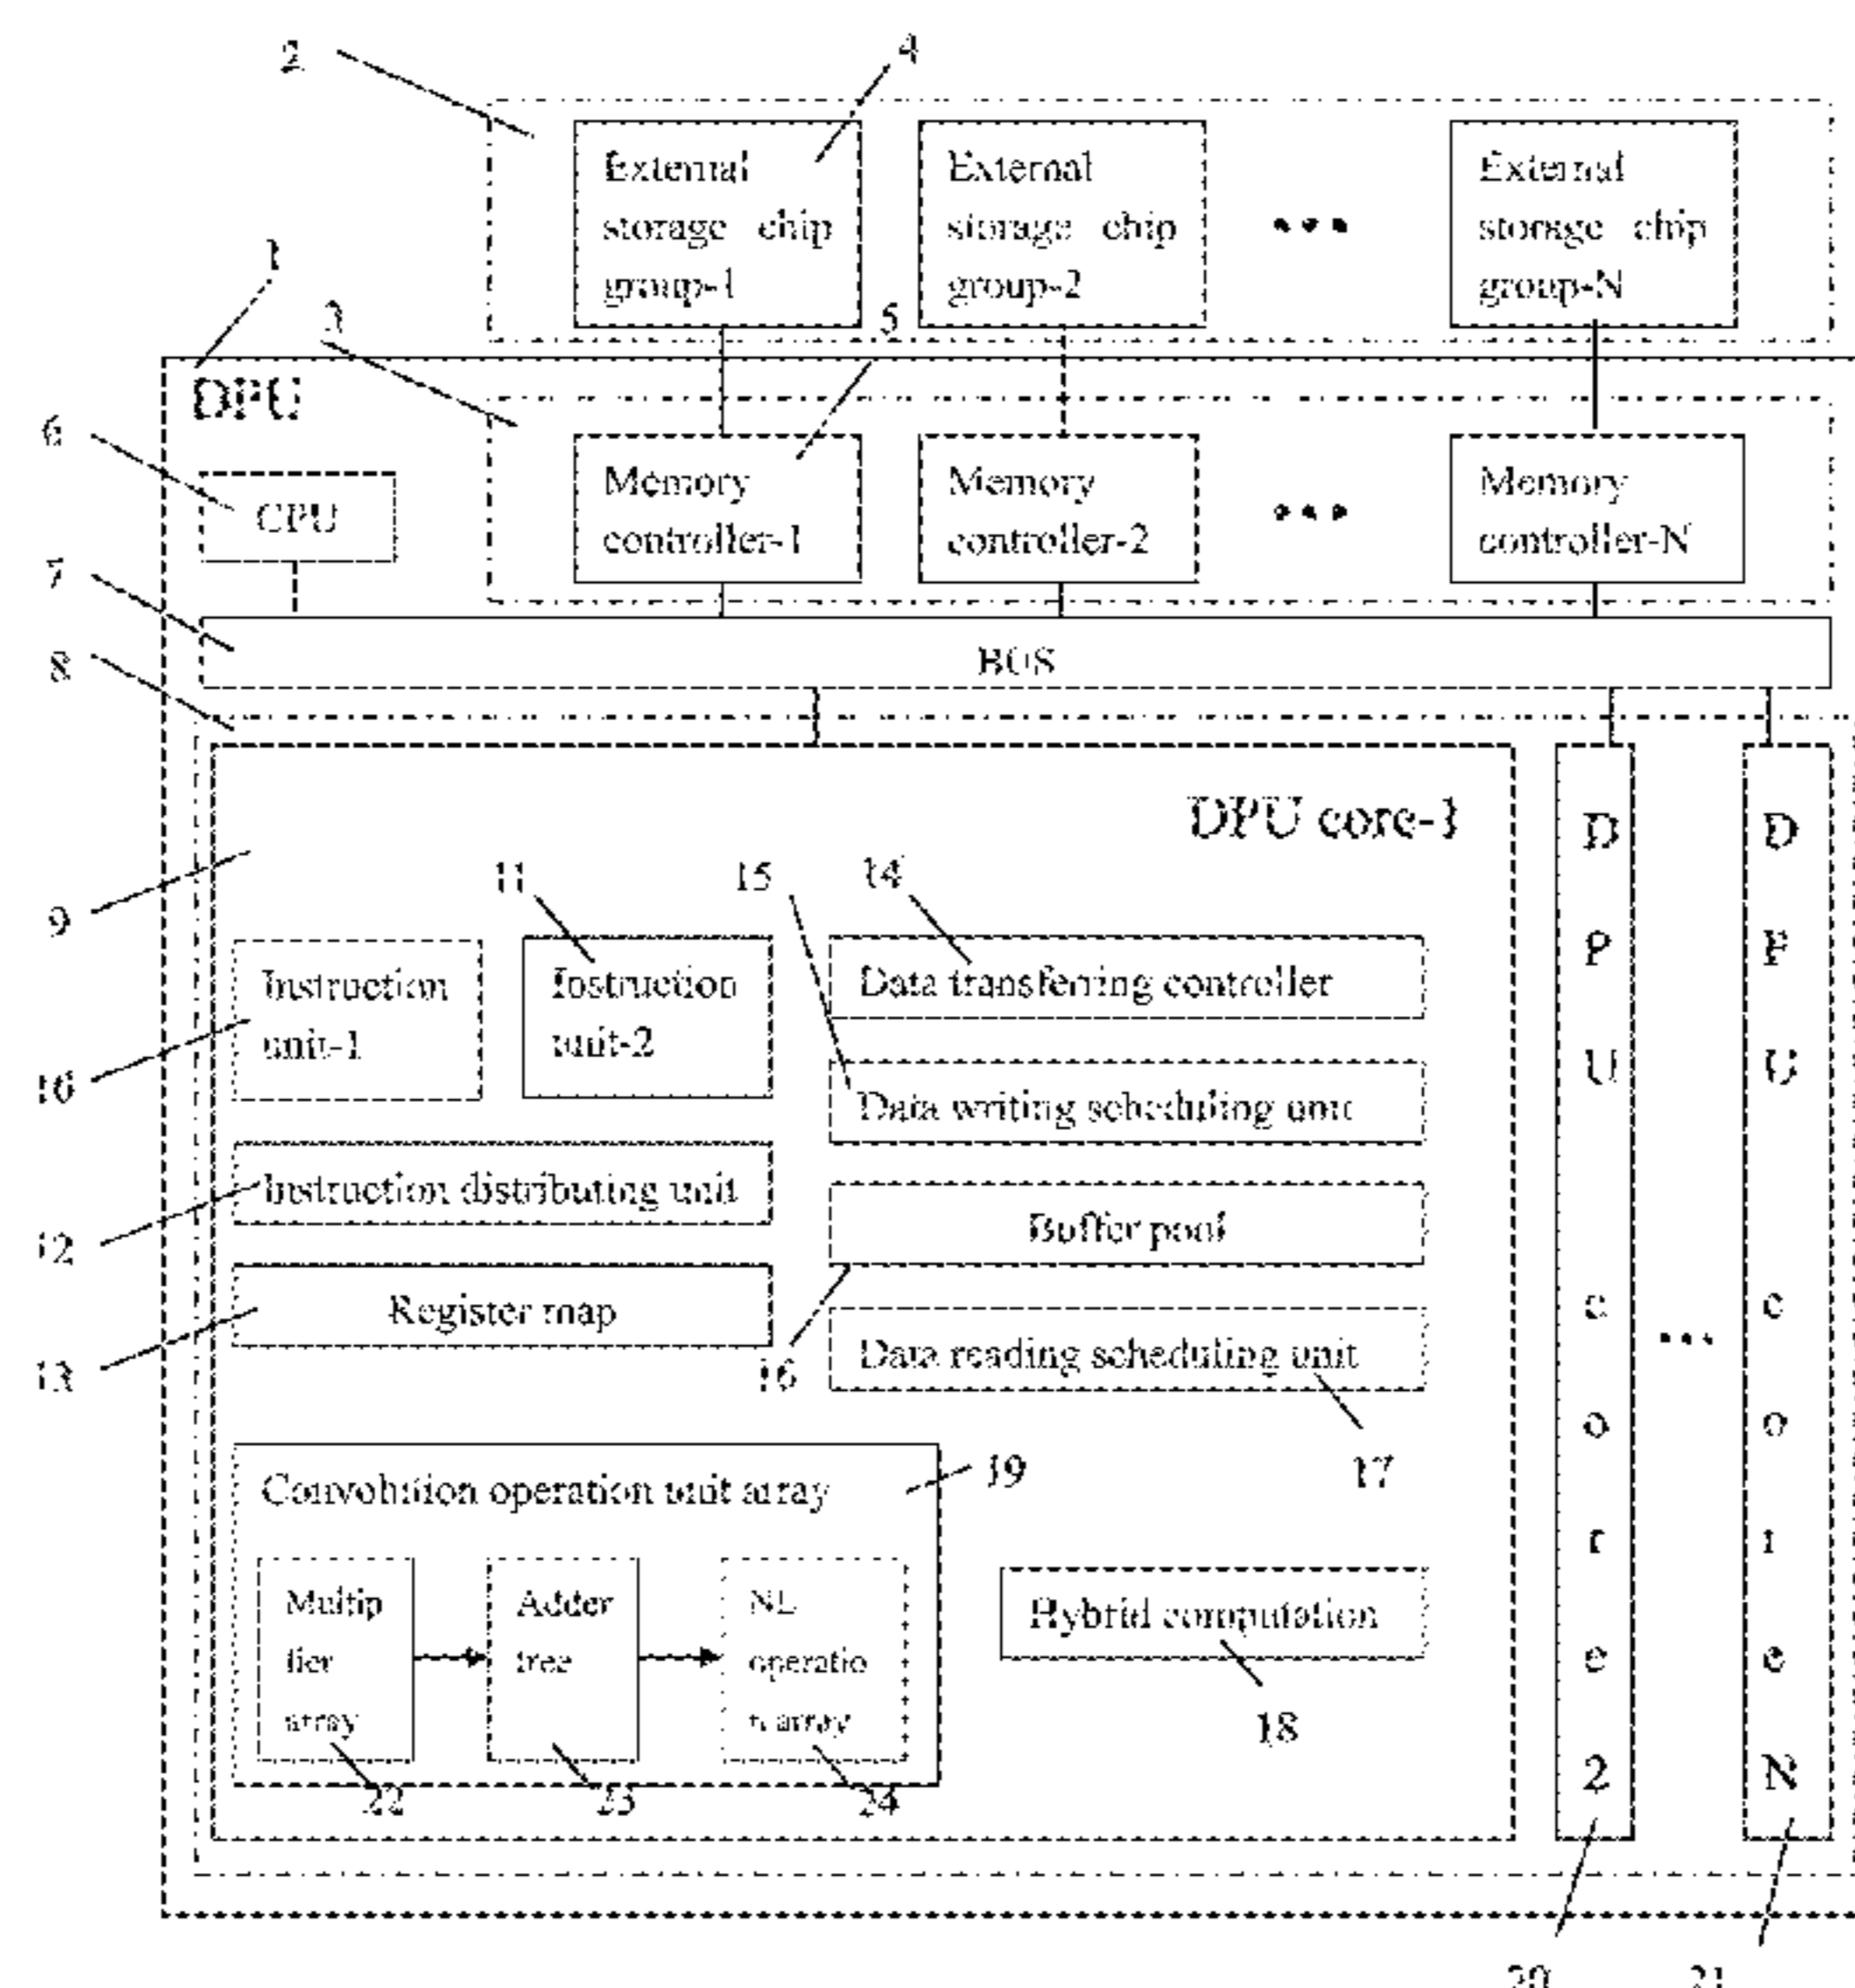 2
4
External
storage chip
group-1
External
storage chip
group-2
•••
External
storage chip
group-N
1
3
5
DPU
6
CPU
Memory
controller-1
Memory
controller-2
•••
Memory
controller-N
7
BUS
8
DPU core-1
9
11
15
14
Instruction
unit-1
Instruction
unit-2
Data transferring controller
10
Data writing scheduling unit
Instruction distributing unit
12
Buffer pool
Register map
13
16
Data reading scheduling unit
17
Convolution operation unit array
19
Multip
lier
array
Adder
tree
NL
operatio
n array
Hybrid computation
18
22
23
24
D
P
U
c
o
r
e
2
•••
D
P
U
c
o
r
e
N
20
21